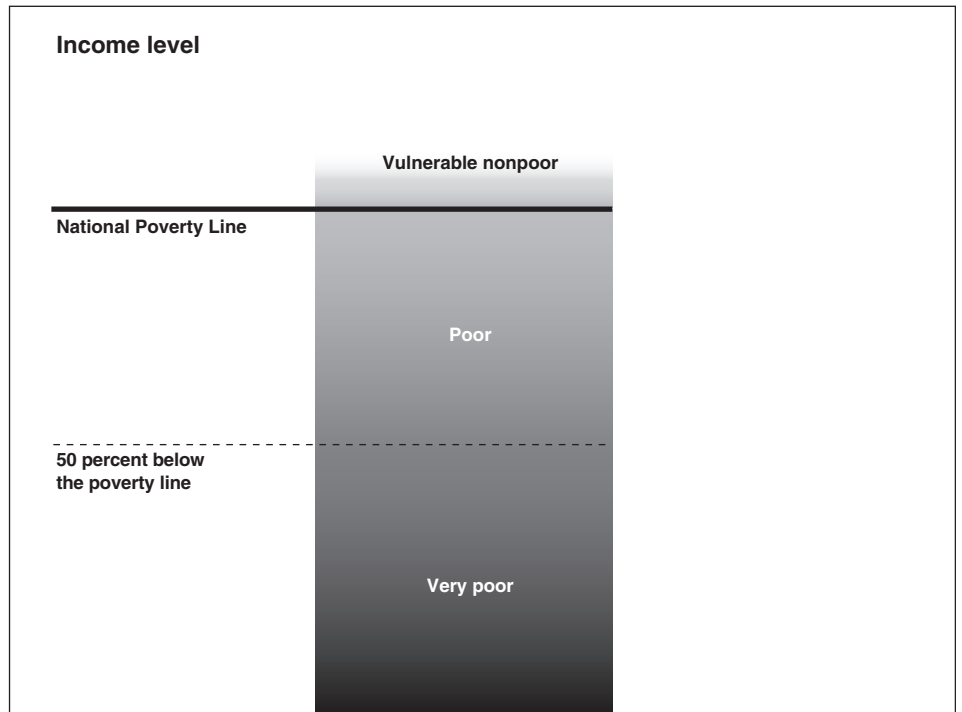 Income level
Vulnerable nonpoor
National Poverty Line
Poor
50 percent below
the poverty line
Very poor